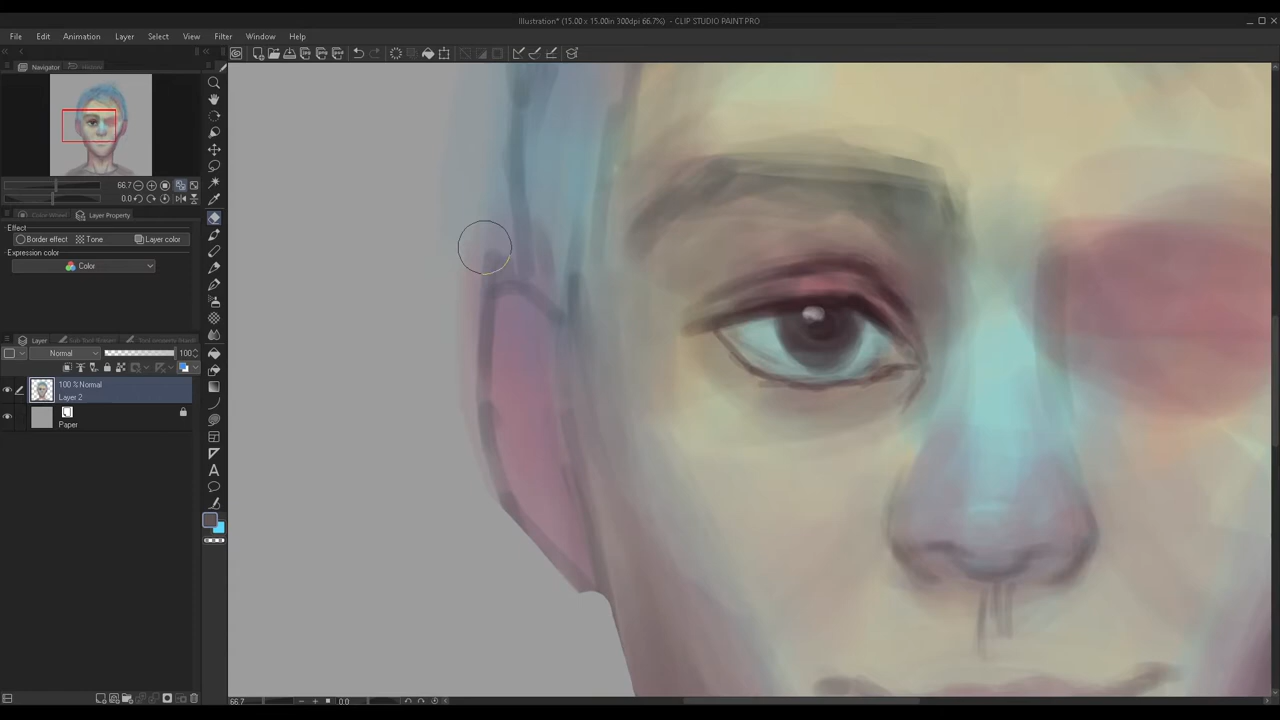 Illustration* (15.00 x 15.00in 300dpi 66.7%) - CLIP STUDIO PAINT PRO
File Edit Animation Layer Select View Filter Window Help
Navigator
66.7
0.0
Color Wheel Layer Property
Effect
Border effect Tone Layer color
Expression color
Color
Layer
Normal 100
100 % Normal
Layer 2
Paper
66.7 0.0